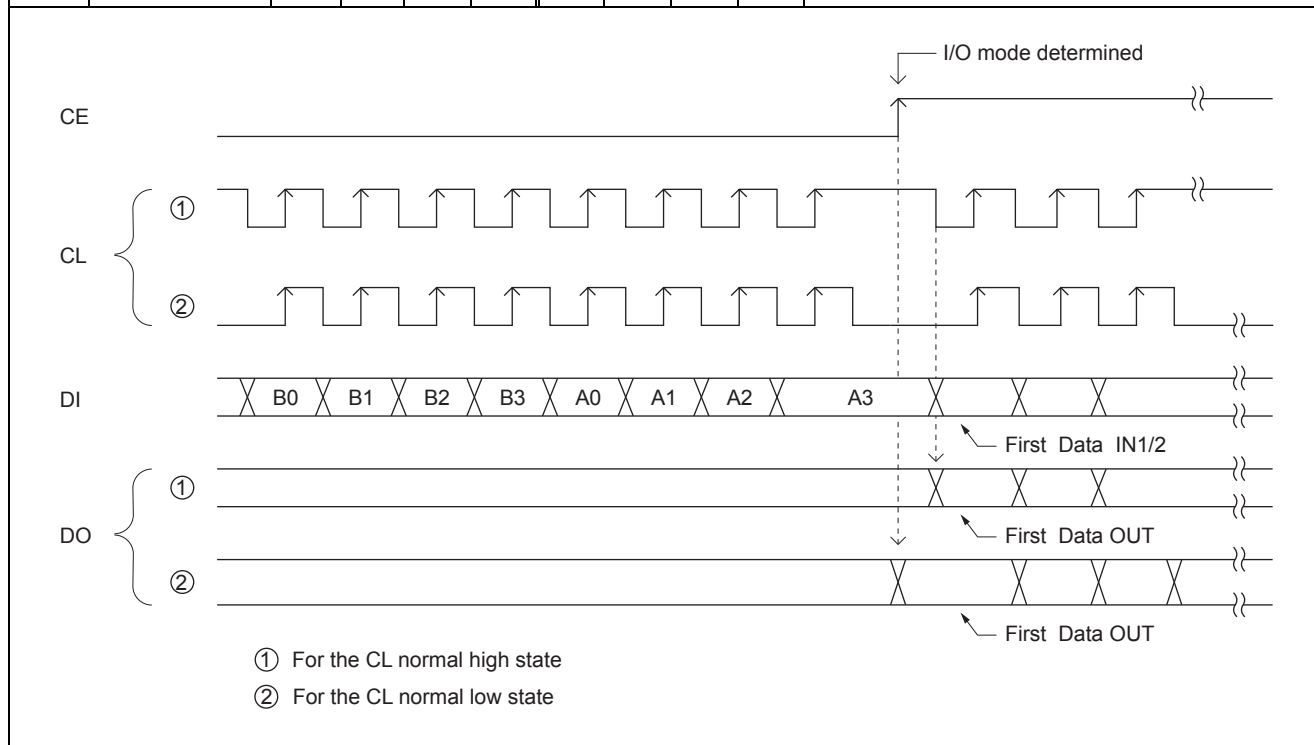 I/O mode determined
CE
CL
①
②
DI
B0 B1 B2 B3 A0 A1 A2 A3
First Data IN1/2
DO
①
First Data OUT
②
First Data OUT
① For the CL normal high state
② For the CL normal low state